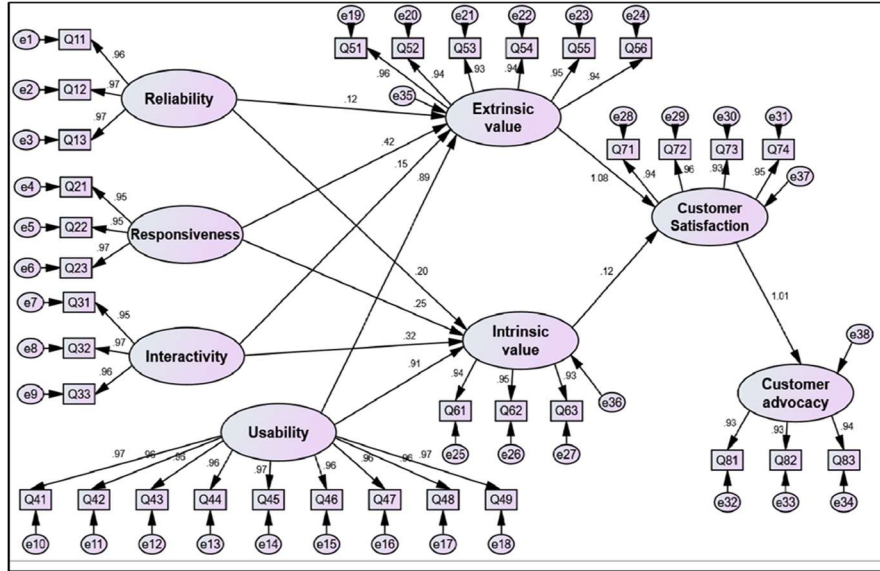 e19 e20 e21 e22 e23 e24
Q51 Q52 Q53 Q54 Q55 Q56
.96 .94 .93 .94 .95 .94
e1 Q11
.96
e2 Q12
.97
e3 Q13
.97
Reliability
.12
e35
Extrinsic
value
e28 e29 e30 e31
Q71 Q72 Q73 Q74
.94 .96 .93 .95
e37
.42
.15
.89
1.08
e4 Q21
.95
e5 Q22
.95
e6 Q23
.97
Responsiveness
Customer
Satisfaction
.20
.25
.12
1.01
e7 Q31
.95
e8 Q32
.97
e9 Q33
.96
Interactivity
.32
.91
Intrinsic
value
e38
.94 .95 .93
e36
Q61 Q62 Q63
e25 e26 e27
Customer
advocacy
.93 .93 .94
Q81 Q82 Q83
e32 e33 e34
Usability
.97 .96 .96 .97 .96 .96 .97
Q41 Q42 Q43 Q44 Q45 Q46 Q47 Q48 Q49
e10 e11 e12 e13 e14 e15 e16 e17 e18